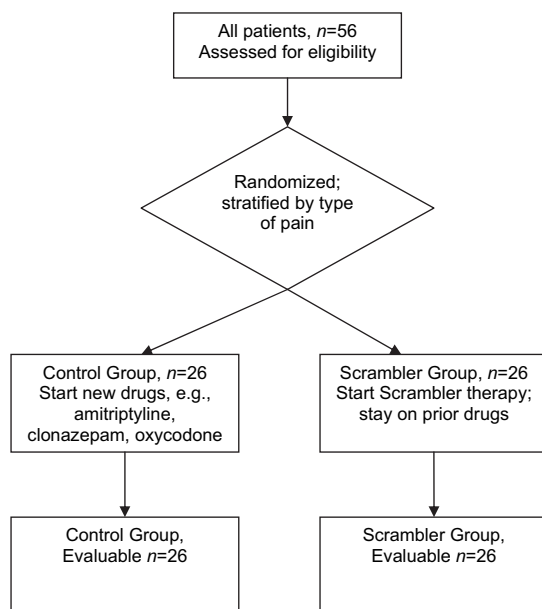 All patients, n=56
Assessed for eligibility
Randomized;
stratified by type
of pain
Control Group, n=26
Start new drugs, e.g.,
amitriptyline,
clonazepam, oxycodone
Scrambler Group, n=26
Start Scrambler therapy;
stay on prior drugs
Control Group,
Evaluable n=26
Scrambler Group,
Evaluable n=26